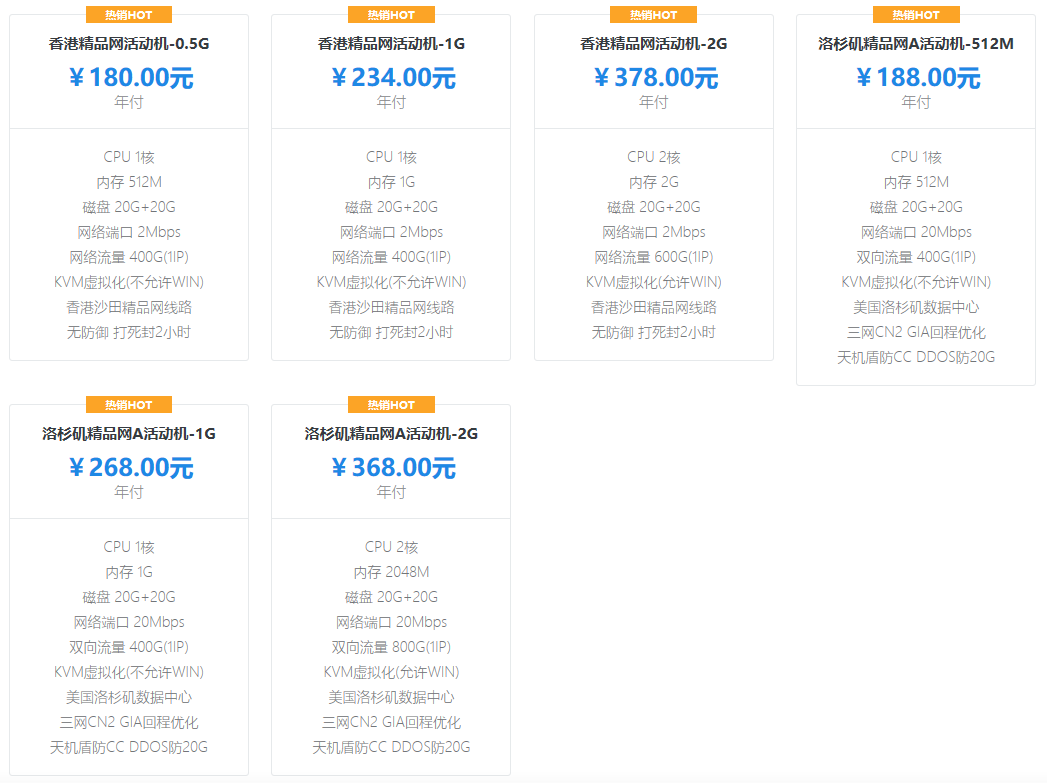 热销HOT
香港精品网活动机-0.5G
￥180.00元
年付
CPU 1核
内存 512M
磁盘 20G+20G
网络端口 2Mbps
网络流量 400G(1IP)
KVM虚拟化(不允许WIN)
香港沙田精品网线路
无防御 打死封2小时
热销HOT
香港精品网活动机-1G
￥234.00元
年付
CPU 1核
内存 1G
磁盘 20G+20G
网络端口 2Mbps
网络流量 400G(1IP)
KVM虚拟化(不允许WIN)
香港沙田精品网线路
无防御 打死封2小时
热销HOT
香港精品网活动机-2G
￥378.00元
年付
CPU 2核
内存 2G
磁盘 20G+20G
网络端口 2Mbps
网络流量 600G(1IP)
KVM虚拟化(允许WIN)
香港沙田精品网线路
无防御 打死封2小时
热销HOT
洛杉矶精品网A活动机-512M
￥188.00元
年付
CPU 1核
内存 512M
磁盘 20G+20G
网络端口 20Mbps
双向流量 400G(1IP)
KVM虚拟化(不允许WIN)
美国洛杉矶数据中心
三网CN2 GIA回程优化
天机盾防CC DDOS防20G
热销HOT
洛杉矶精品网A活动机-1G
￥268.00元
年付
CPU 1核
内存 1G
磁盘 20G+20G
网络端口 20Mbps
双向流量 400G(1IP)
KVM虚拟化(不允许WIN)
美国洛杉矶数据中心
三网CN2 GIA回程优化
天机盾防CC DDOS防20G
热销HOT
洛杉矶精品网A活动机-2G
￥368.00元
年付
CPU 2核
内存 2048M
磁盘 20G+20G
网络端口 20Mbps
双向流量 800G(1IP)
KVM虚拟化(允许WIN)
美国洛杉矶数据中心
三网CN2 GIA回程优化
天机盾防CC DDOS防20G